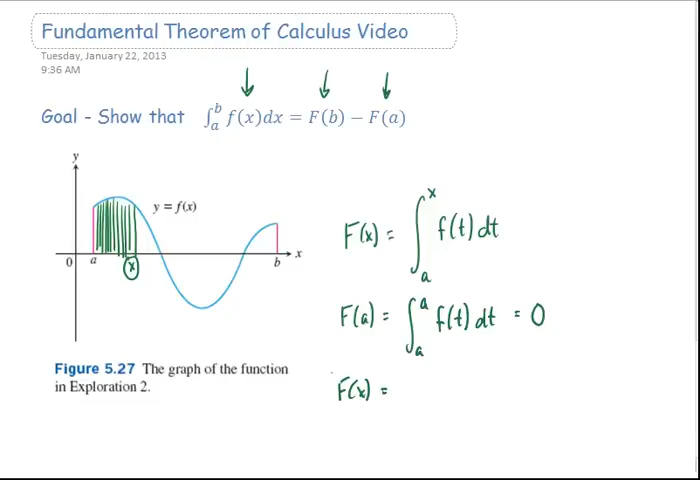 Fundamental Theorem of Calculus Video
Tuesday, January 22, 2013
9:36 AM
Goal - Show that ∫ₐᵇ f(x)dx = F(b) − F(a)
y
y = f(x)
0 a x b x
F(x) = ∫ₐˣ f(t) dt
F(a) = ∫ₐᵃ f(t) dt = 0
F(x) =
Figure 5.27 The graph of the function
in Exploration 2.